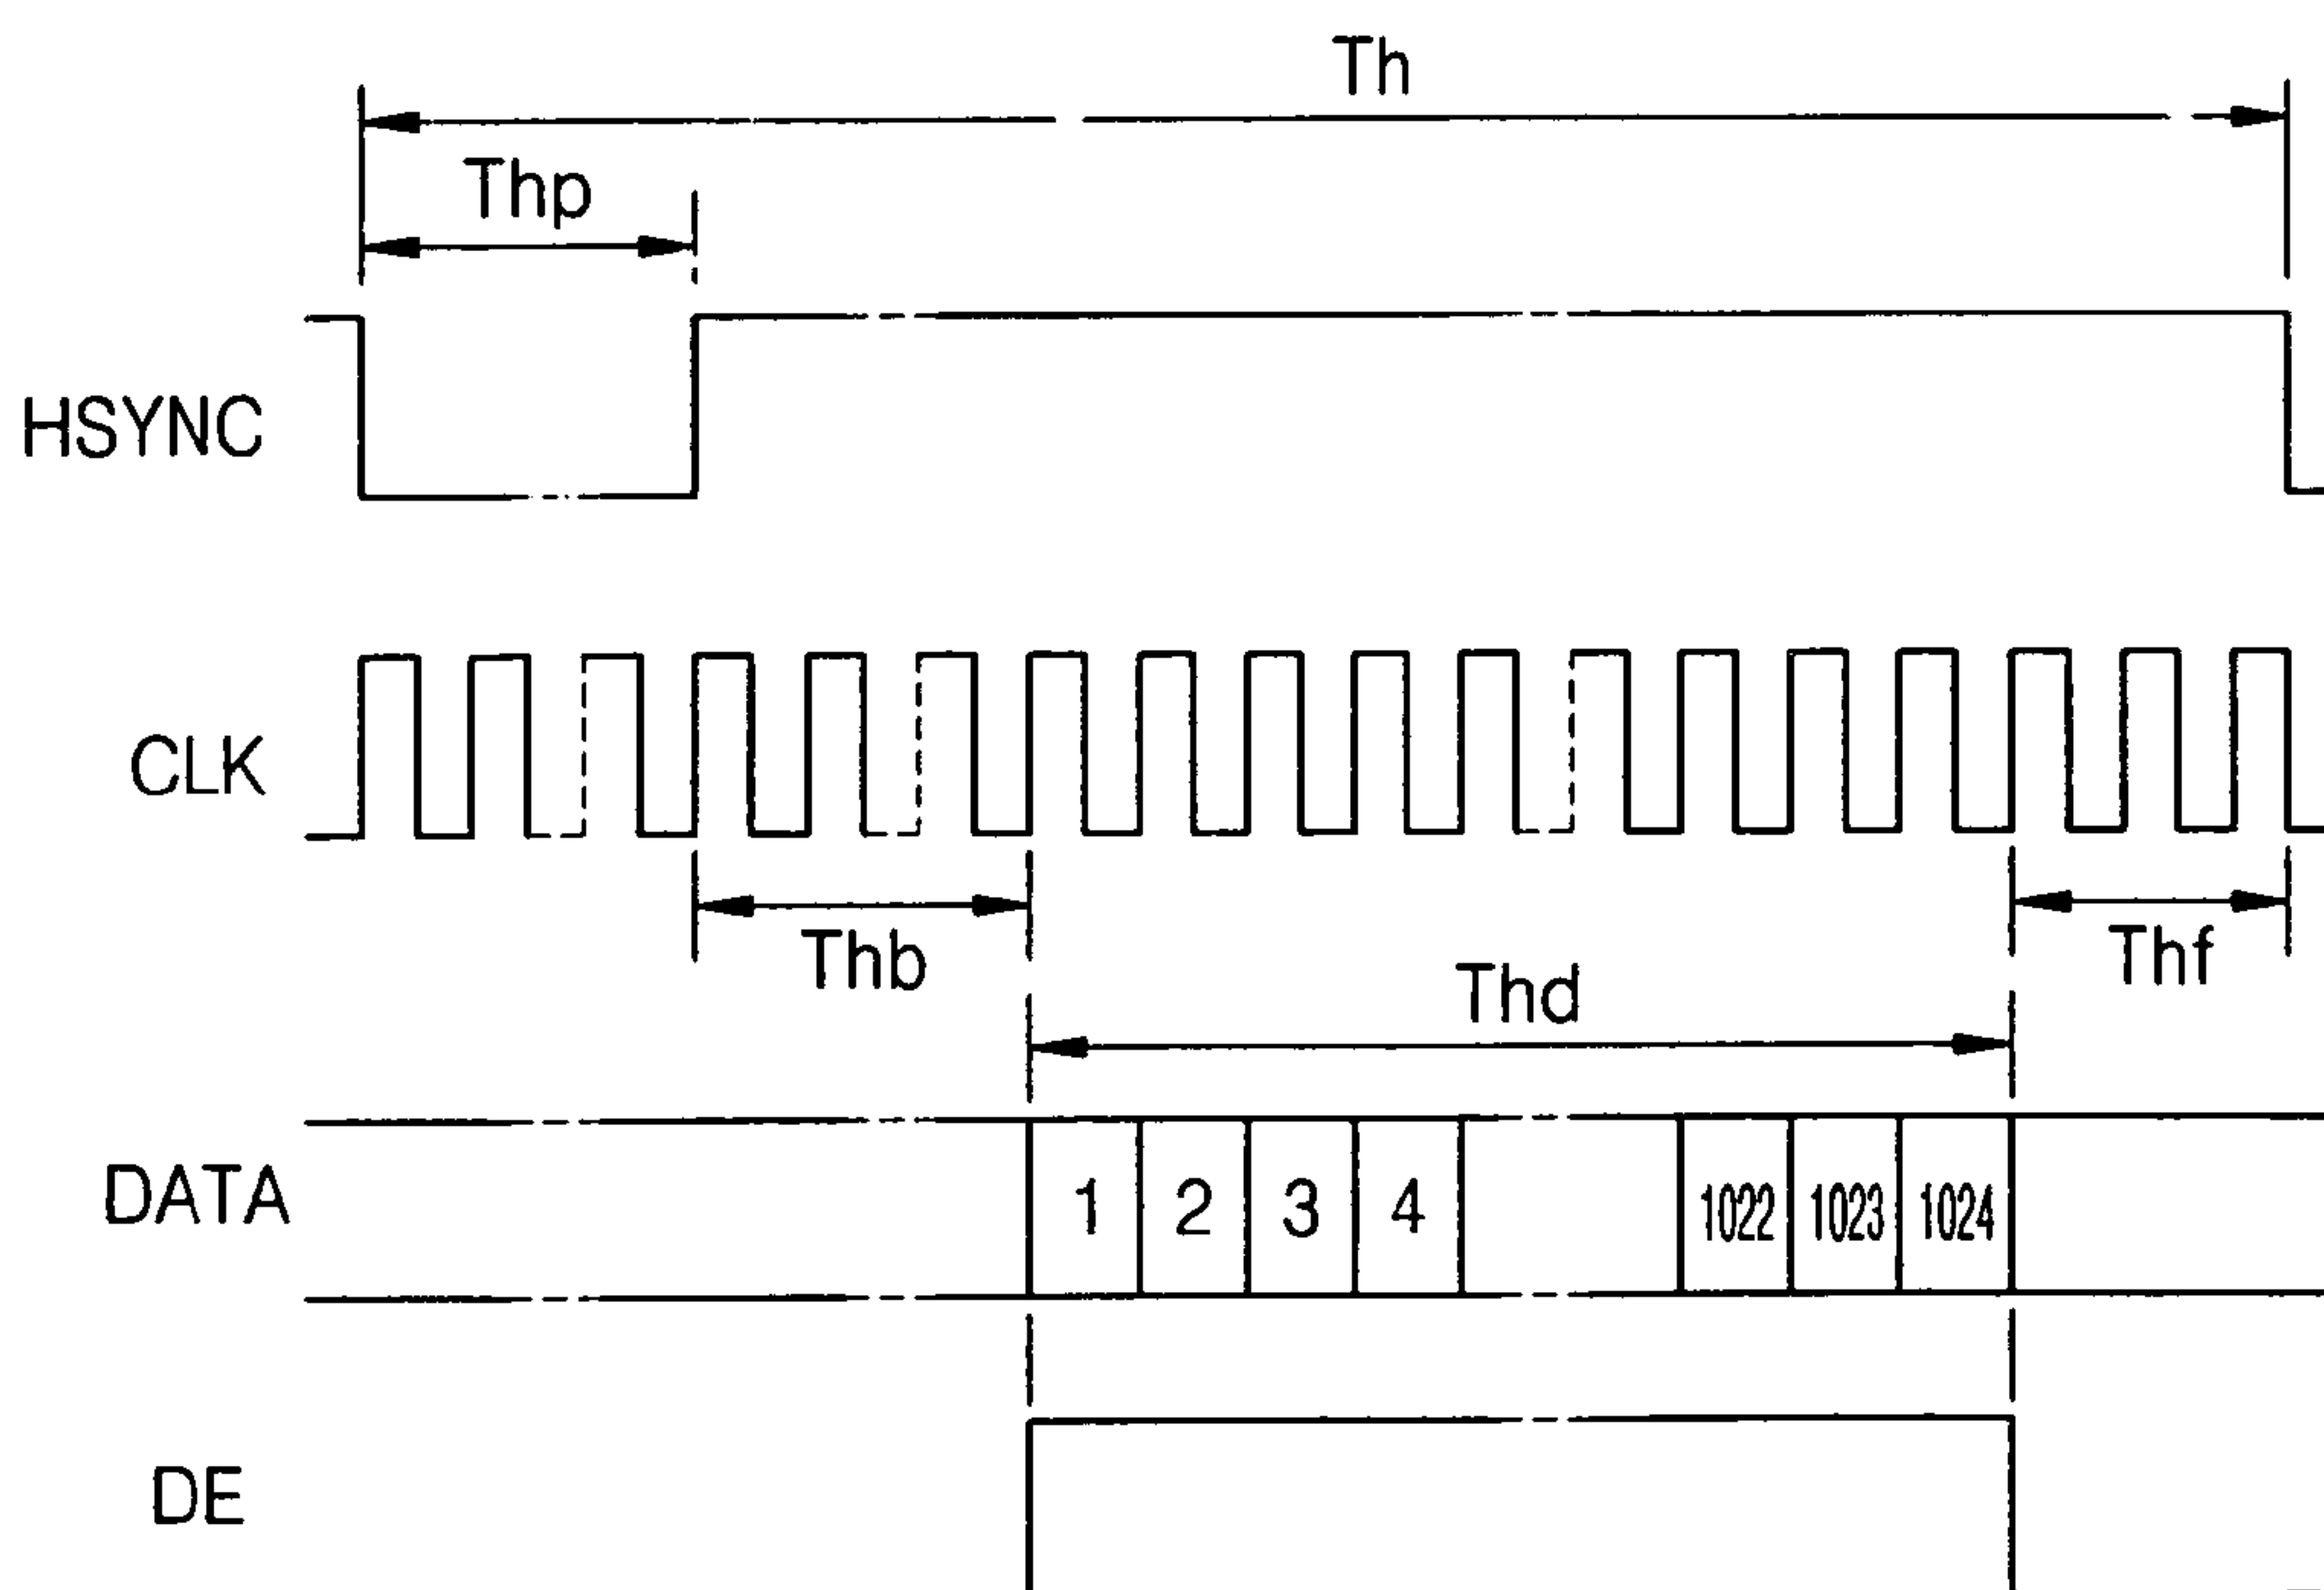 Th
Thp
HSYNC
CLK
Thb
Thf
Thd
DATA
1 2 3 4 1022 1023 1024
DE